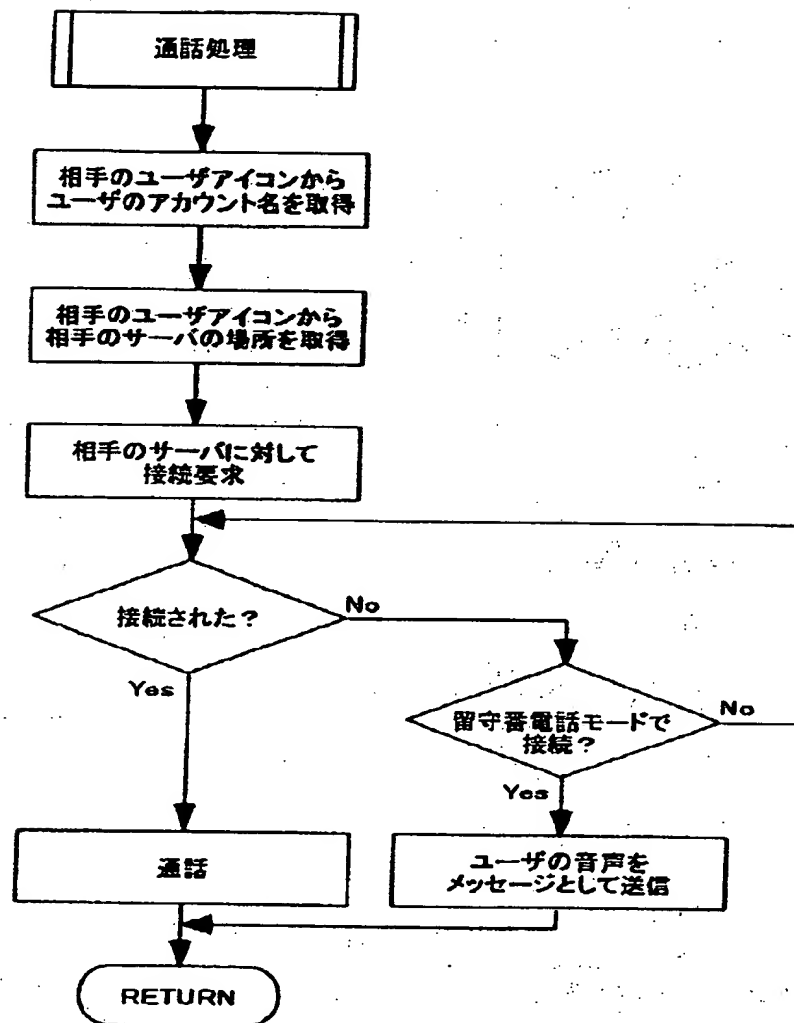 通話処理
相手のユーザアイコンから
ユーザのアカウント名を取得
相手のユーザアイコンから
相手のサーバの場所を取得
相手のサーバに対して
接続要求
接続された？
No
Yes
留守番電話モードで
接続？
No
Yes
通話
ユーザの音声を
メッセージとして送信
RETURN